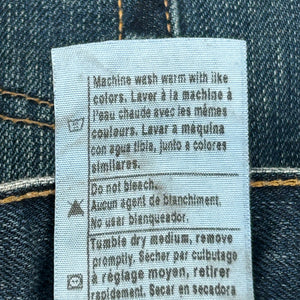 Machine wash warm with like
colors. Laver à la machine à
l'eau chaude avec les mêmes
couleurs. Lavar a máquina
con agua tibia, junto a colores
similares.
Do not bleach.
Aucun agent de blanchiment.
No usar blanqueador.
Tumble dry medium, remove
promptly. Sécher par culbutage
à réglage moyen, retirer
rapidement. Secar en secadora